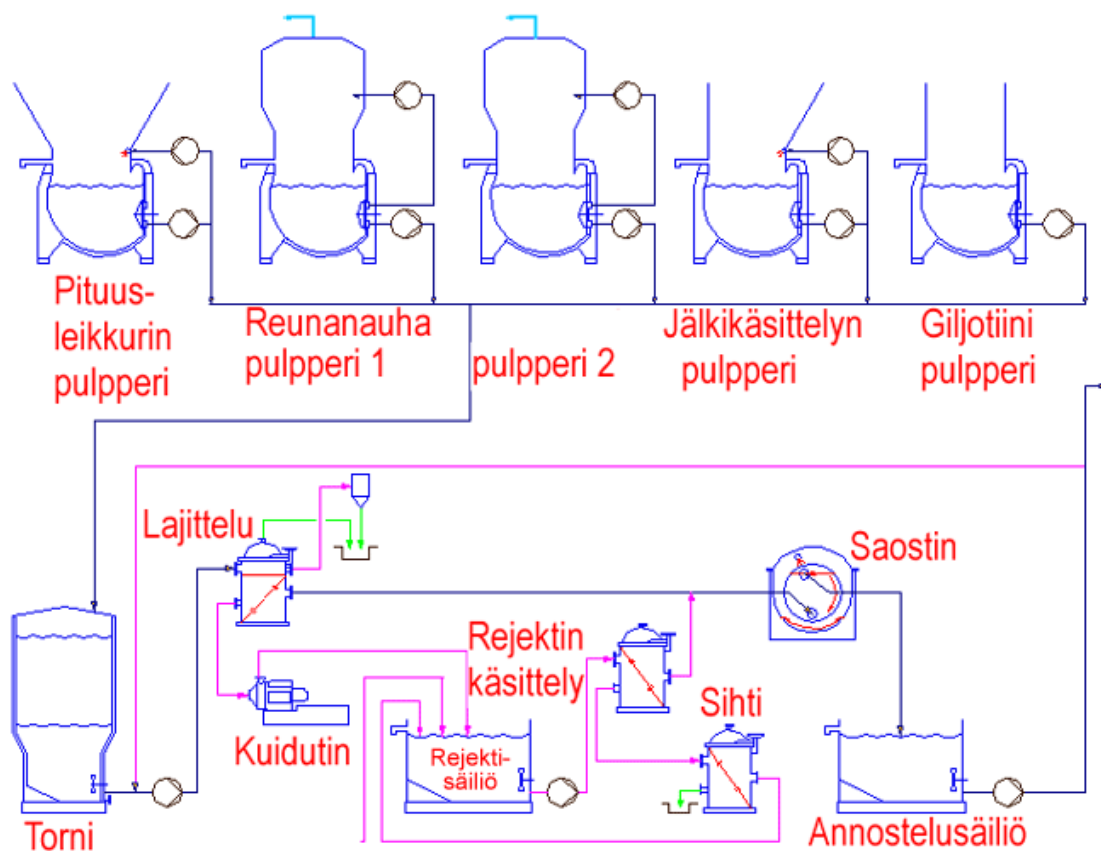 Pituus-
leikkurin
pulpperi
Reunanauha
pulpperi 1
pulpperi 2
Jälkikäsittelyn
pulpperi
Giljotiini
pulpperi
Lajittelu
Saostin
Rejektin
käsittely
Sihti
Kuidutin
Rejekti-
säiliö
Torni
Annostelusäiliö